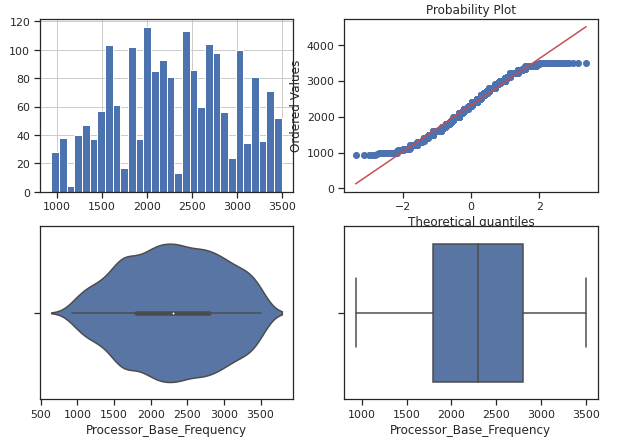 Probability Plot
120
100
80
60
40
20
0
1000 1500 2000 2500 3000 3500
Ordered Values
4000
3000
2000
1000
0
−2 0 2
Theoretical quantiles
500 1000 1500 2000 2500 3000 3500
Processor_Base_Frequency
1000 1500 2000 2500 3000 3500
Processor_Base_Frequency